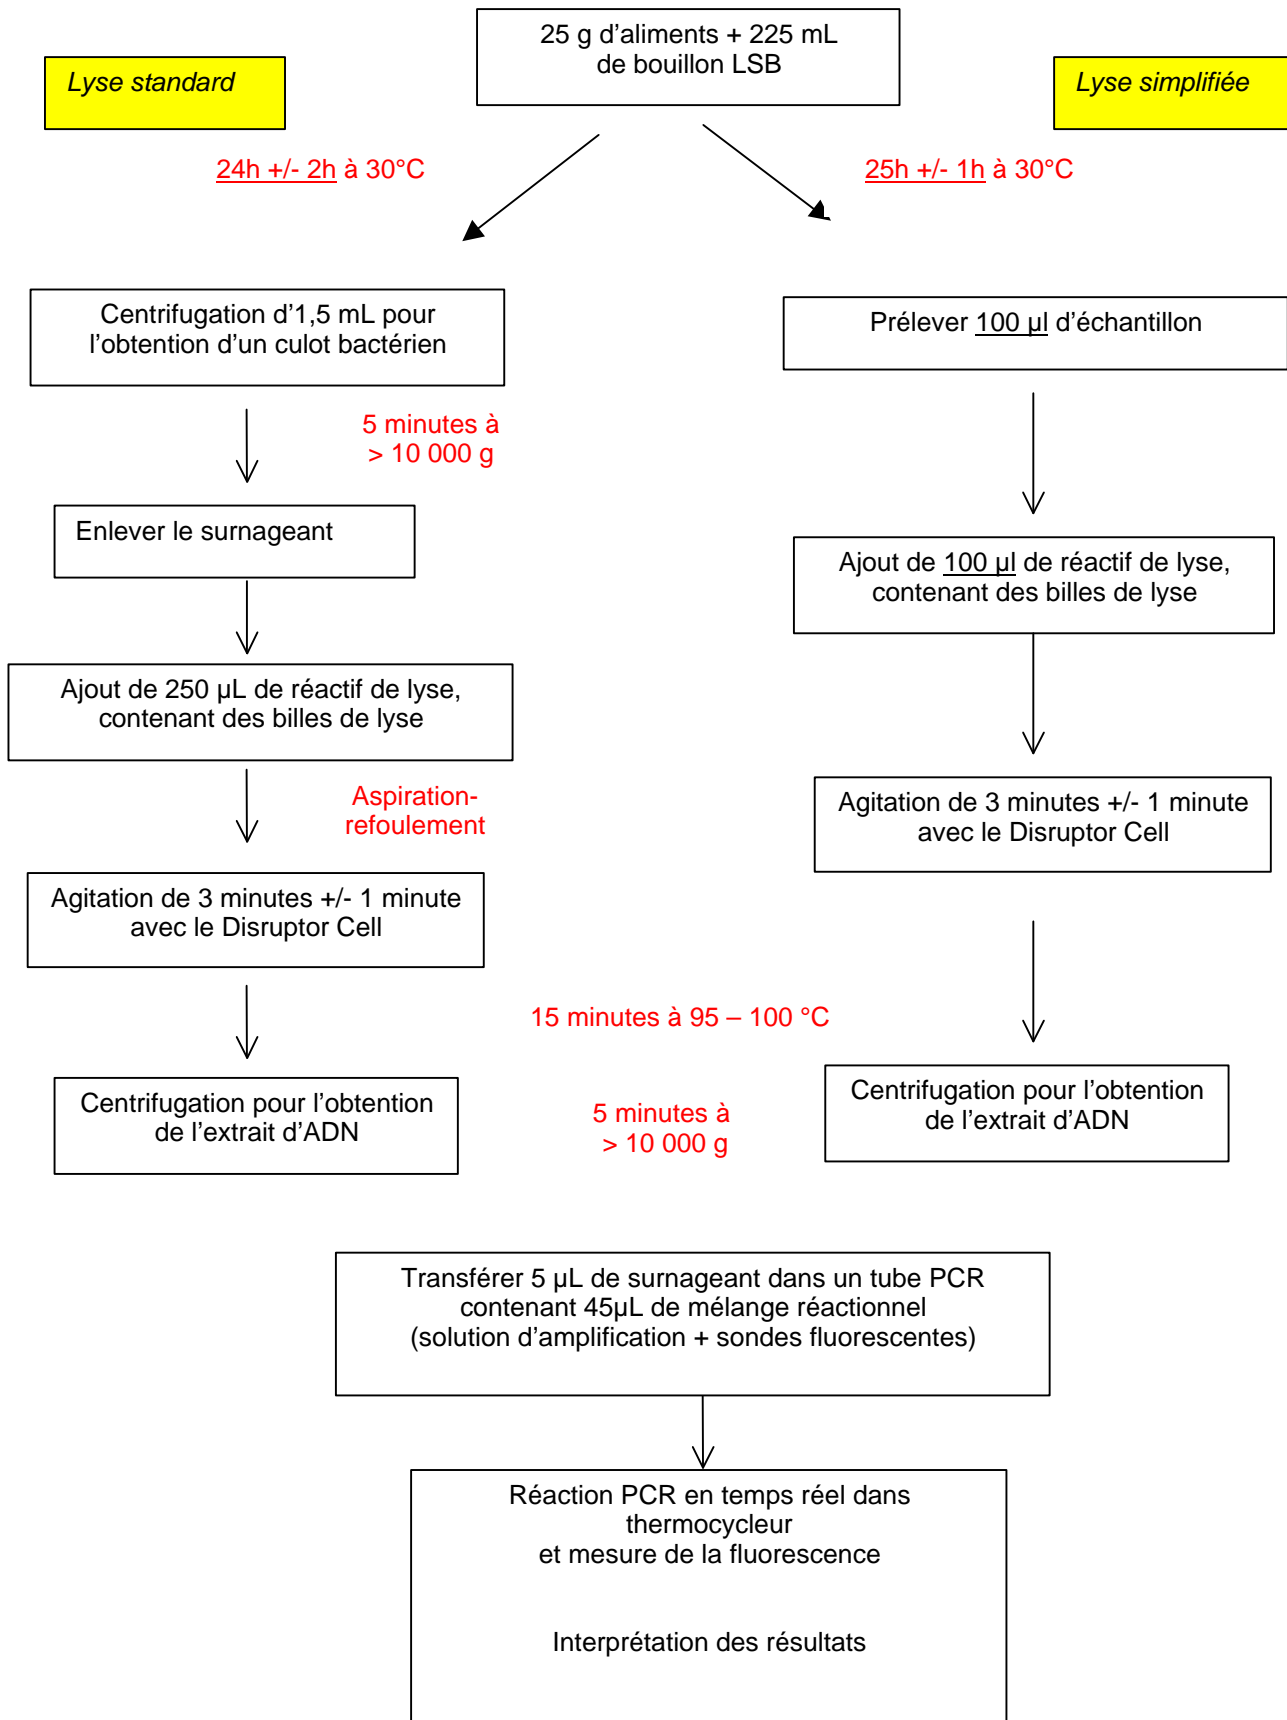 25 g d’aliments + 225 mL
de bouillon LSB
Lyse standard
Lyse simplifiée
24h +/- 2h à 30°C
25h +/- 1h à 30°C
Centrifugation d’1,5 mL pour
l’obtention d’un culot bactérien
Prélever 100 µl d’échantillon
5 minutes à
> 10 000 g
Enlever le surnageant
Ajout de 100 µl de réactif de lyse,
contenant des billes de lyse
Ajout de 250 µL de réactif de lyse,
contenant des billes de lyse
Aspiration-
refoulement
Agitation de 3 minutes +/- 1 minute
avec le Disruptor Cell
Agitation de 3 minutes +/- 1 minute
avec le Disruptor Cell
15 minutes à 95 – 100 °C
Centrifugation pour l’obtention
de l’extrait d’ADN
5 minutes à
> 10 000 g
Centrifugation pour l’obtention
de l’extrait d’ADN
Transférer 5 µL de surnageant dans un tube PCR
contenant 45µL de mélange réactionnel
(solution d’amplification + sondes fluorescentes)
Réaction PCR en temps réel dans
thermocycleur
et mesure de la fluorescence
Interprétation des résultats